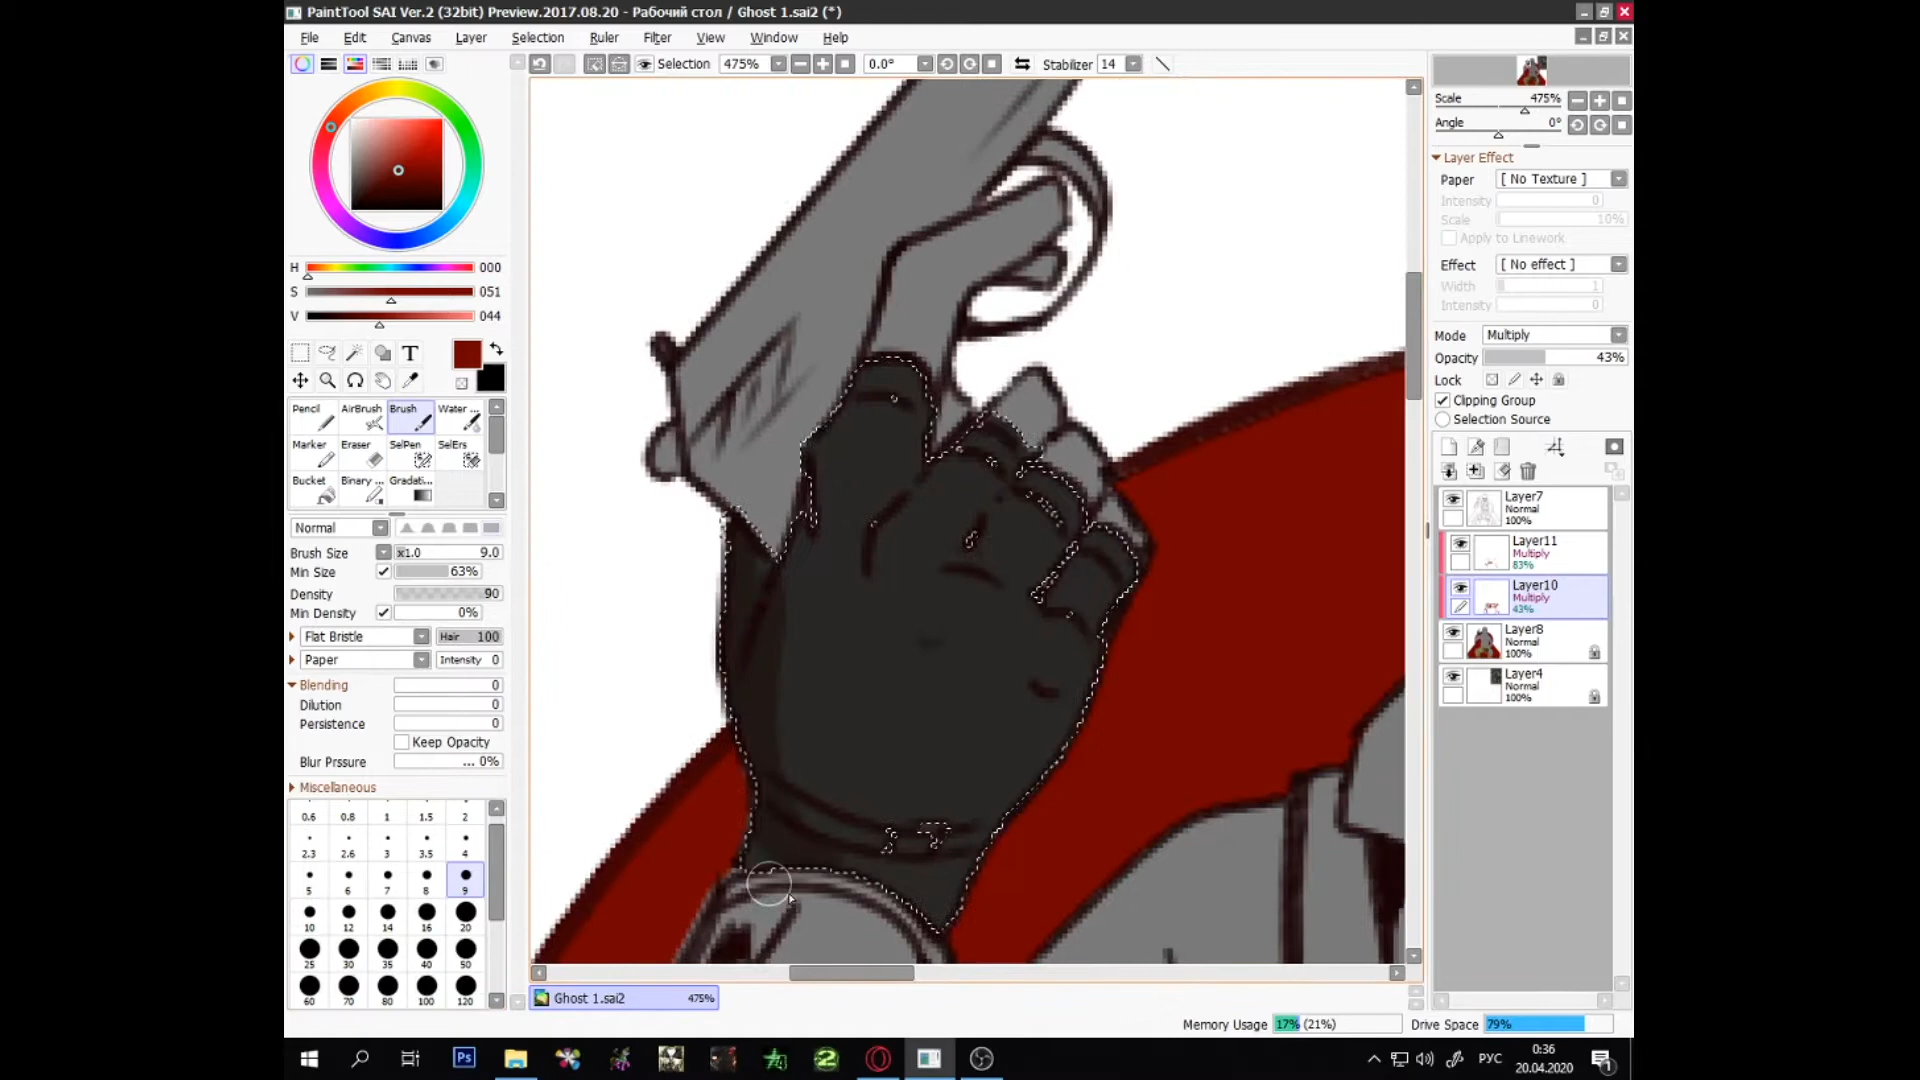 PaintTool SAI Ver.2 (32bit) Preview.2017.08.20 - Рабочий стол / Ghost 1.sai2 (*)
File Edit Canvas Layer Selection Ruler Filter View Window Help
Selection 475% 0.0° Stabilizer 14
Scale 475%
Angle 0°
Layer Effect
Paper [ No Texture ]
Intensity 0
Scale 10%
Apply to Linework
Effect [ No effect ]
Width 1
Intensity 0
Mode Multiply
Opacity 43%
Lock
Clipping Group
Selection Source
Layer7
Normal
100%
Layer11
Multiply
83%
Layer10
Multiply
43%
Layer8
Normal
100%
Layer4
Normal
100%
H 000
S 051
V 044
T
Pencil AirBrush Brush Water ...
Marker Eraser SelPen SelErs
Bucket Binary ... Gradati...
Normal
Brush Size x1.0 9.0
Min Size 63%
Density 90
Min Density 0%
Flat Bristle Hair 100
Paper Intensity 0
Blending 0
Dilution 0
Persistence 0
Keep Opacity
Blur Prssure ... 0%
Miscellaneous
0.6 0.8 1 1.5 2
2.3 2.6 3 3.5 4
5 6 7 8 9
10 12 14 16 20
25 30 35 40 50
60 70 80 100 120
Ghost 1.sai2 475%
Memory Usage 17% (21%) Drive Space 79%
Ps
2
РУС
0:36
20.04.2020
1